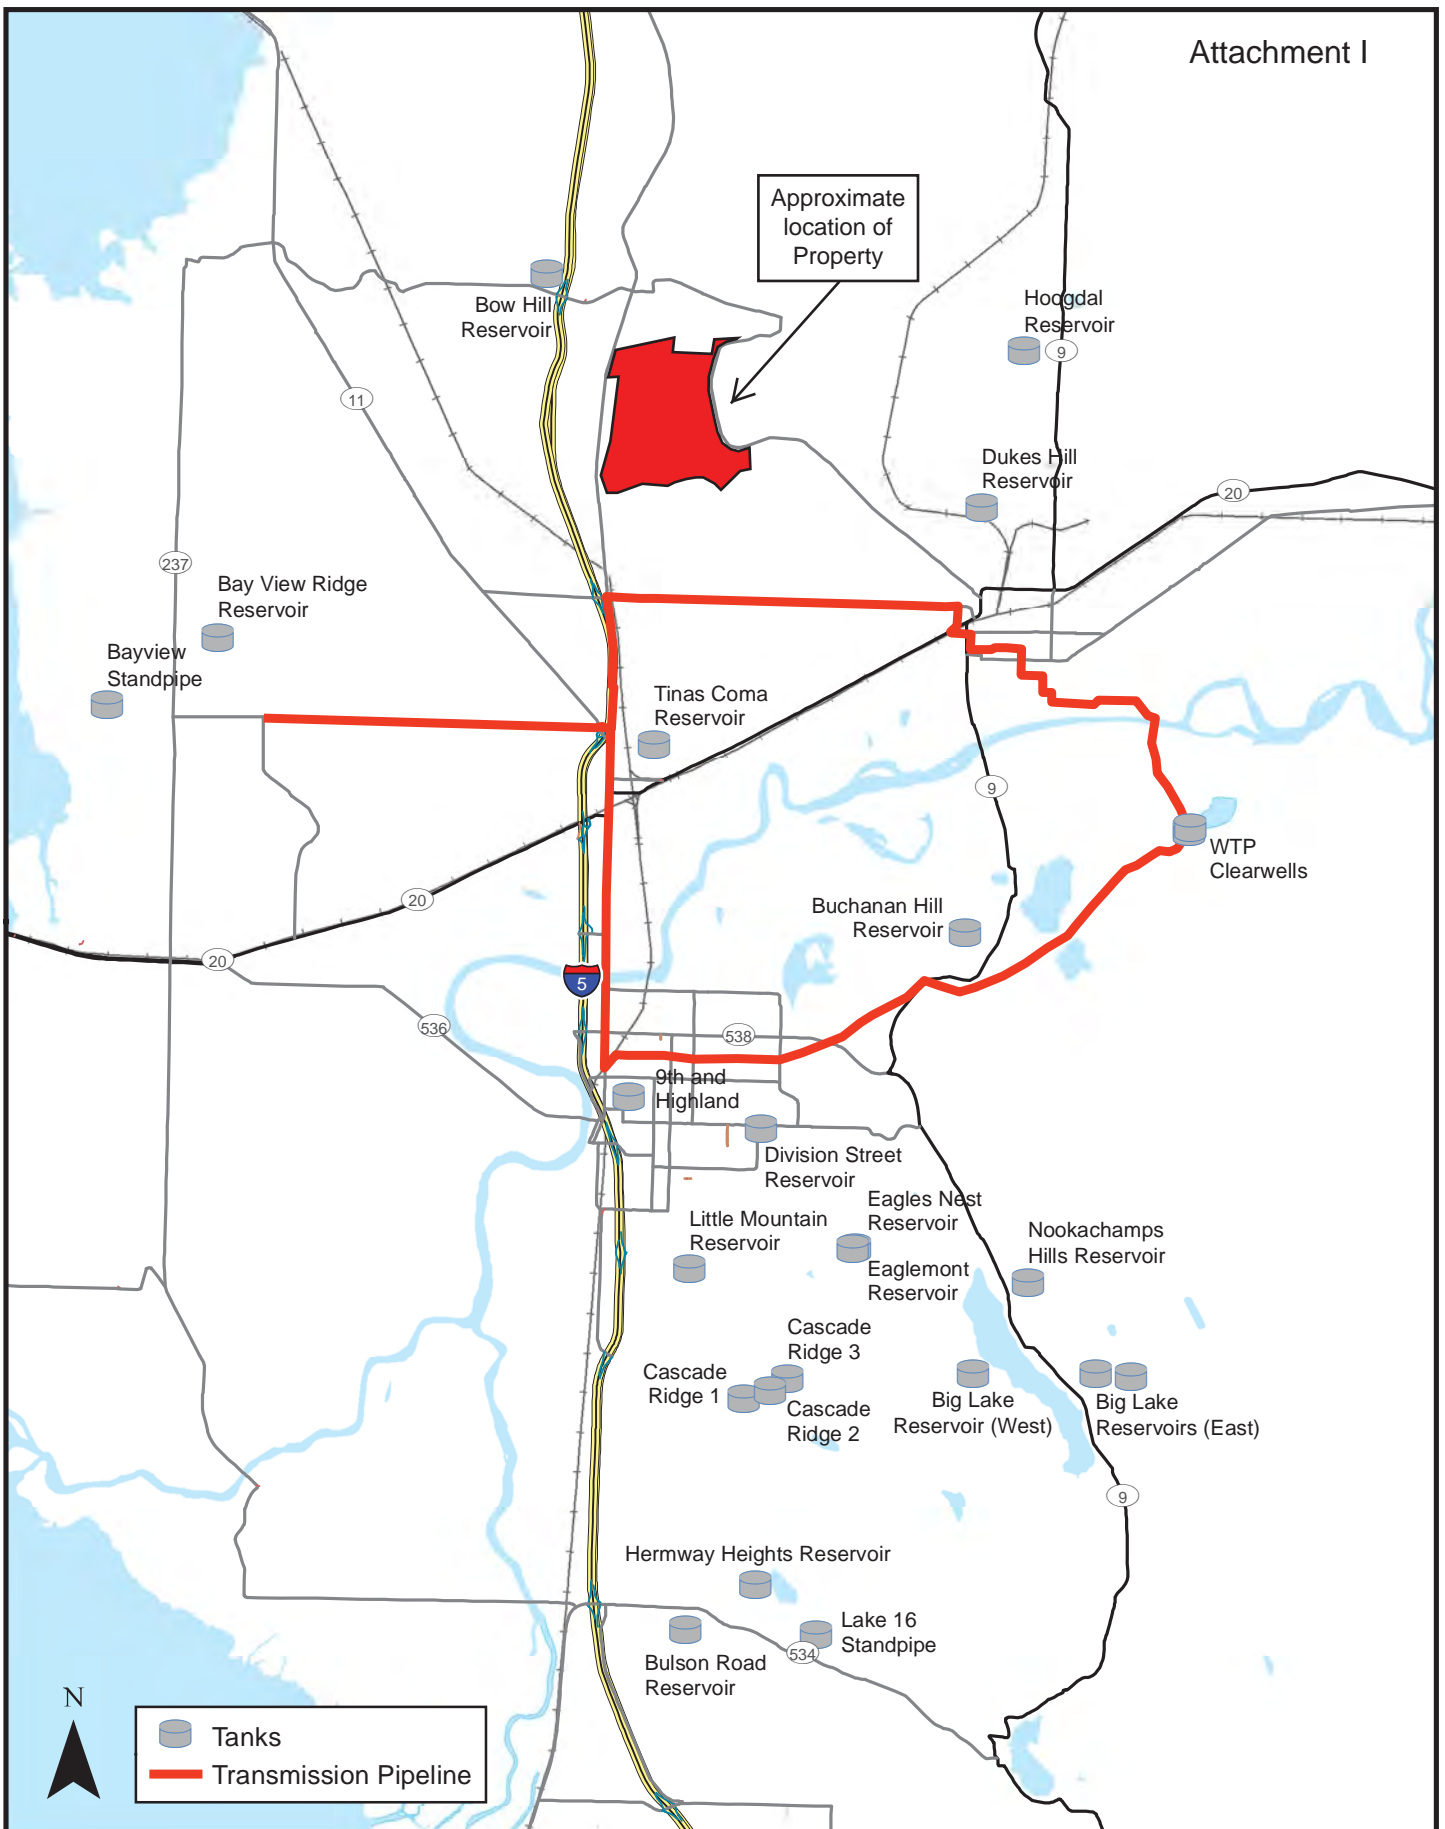 Attachment I
Approximate
location of
Property
Bow Hill
Reservoir
Hoogdal
Reservoir
9
11
Dukes Hill
Reservoir
20
237
Bay View Ridge
Reservoir
Bayview
Standpipe
Tinas Coma
Reservoir
9
WTP
Clearwells
20
Buchanan Hill
Reservoir
20
5
536
538
9th and
Highland
Division Street
Reservoir
Eagles Nest
Reservoir
Little Mountain
Reservoir
Nookachamps
Hills Reservoir
Eaglemont
Reservoir
Cascade
Ridge 3
Cascade
Ridge 1
Cascade
Ridge 2
Big Lake
Reservoir (West)
Big Lake
Reservoirs (East)
9
Hermway Heights Reservoir
Lake 16
Standpipe
534
Bulson Road
Reservoir
N
Tanks
Transmission Pipeline